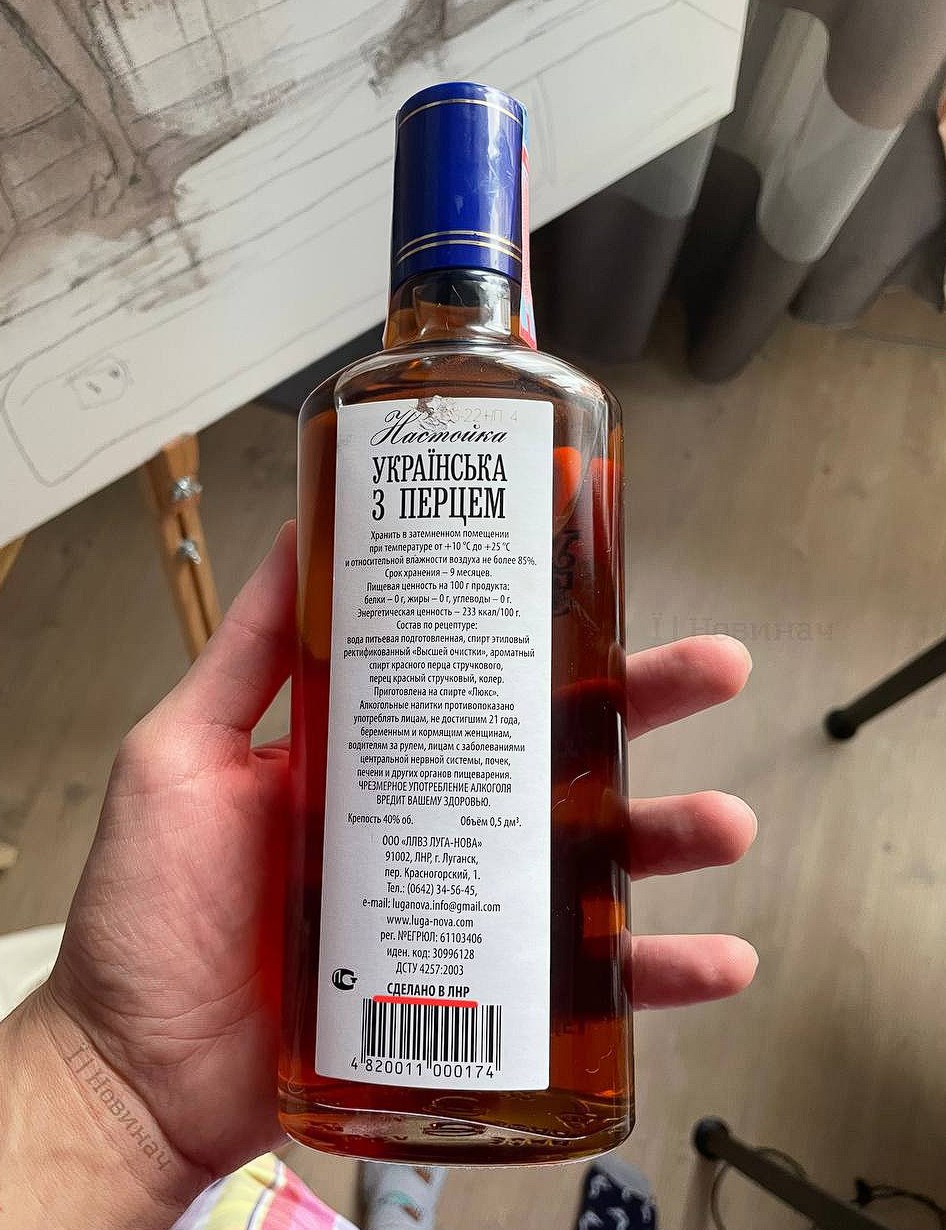 Настойка
УКРАЇНСЬКА
З ПЕРЦЕМ
Хранить в затемненном помещении
при температуре от +10 °С до +25 °С
и относительной влажности воздуха не более 85%.
Срок хранения – 9 месяцев.
Пищевая ценность на 100 г продукта:
белки – 0 г, жиры – 0 г, углеводы – 0 г.
Энергетическая ценность – 233 ккал/100 г.
Состав по рецептуре:
вода питьевая подготовленная, спирт этиловый
ректификованный «Высшей очистки», ароматный
спирт красного перца стручкового,
перец красный стручковый, колер.
Приготовлена на спирте «Люкс».
Алкогольные напитки противопоказано
употреблять лицам, не достигшим 21 года,
беременным и кормящим женщинам,
водителям за рулем, лицам с заболеваниями
центральной нервной системы, почек,
печени и других органов пищеварения.
ЧРЕЗМЕРНОЕ УПОТРЕБЛЕНИЕ АЛКОГОЛЯ
ВРЕДИТ ВАШЕМУ ЗДОРОВЬЮ.
Крепость 40% об. Объём 0,5 дм³.
ООО «ЛЛВЗ ЛУГА-НОВА»
91002, ЛНР, г. Луганск,
пер. Красногорский, 1.
Тел.: (0642) 34-56-45,
e-mail: luganova.info@gmail.com
www.luga-nova.com
рег. №ЕГРЮЛ: 61103406
иден. код: 30996128
ДСТУ 4257:2003
СДЕЛАНО В ЛНР
4 820011 000174
Новинач
Новинач